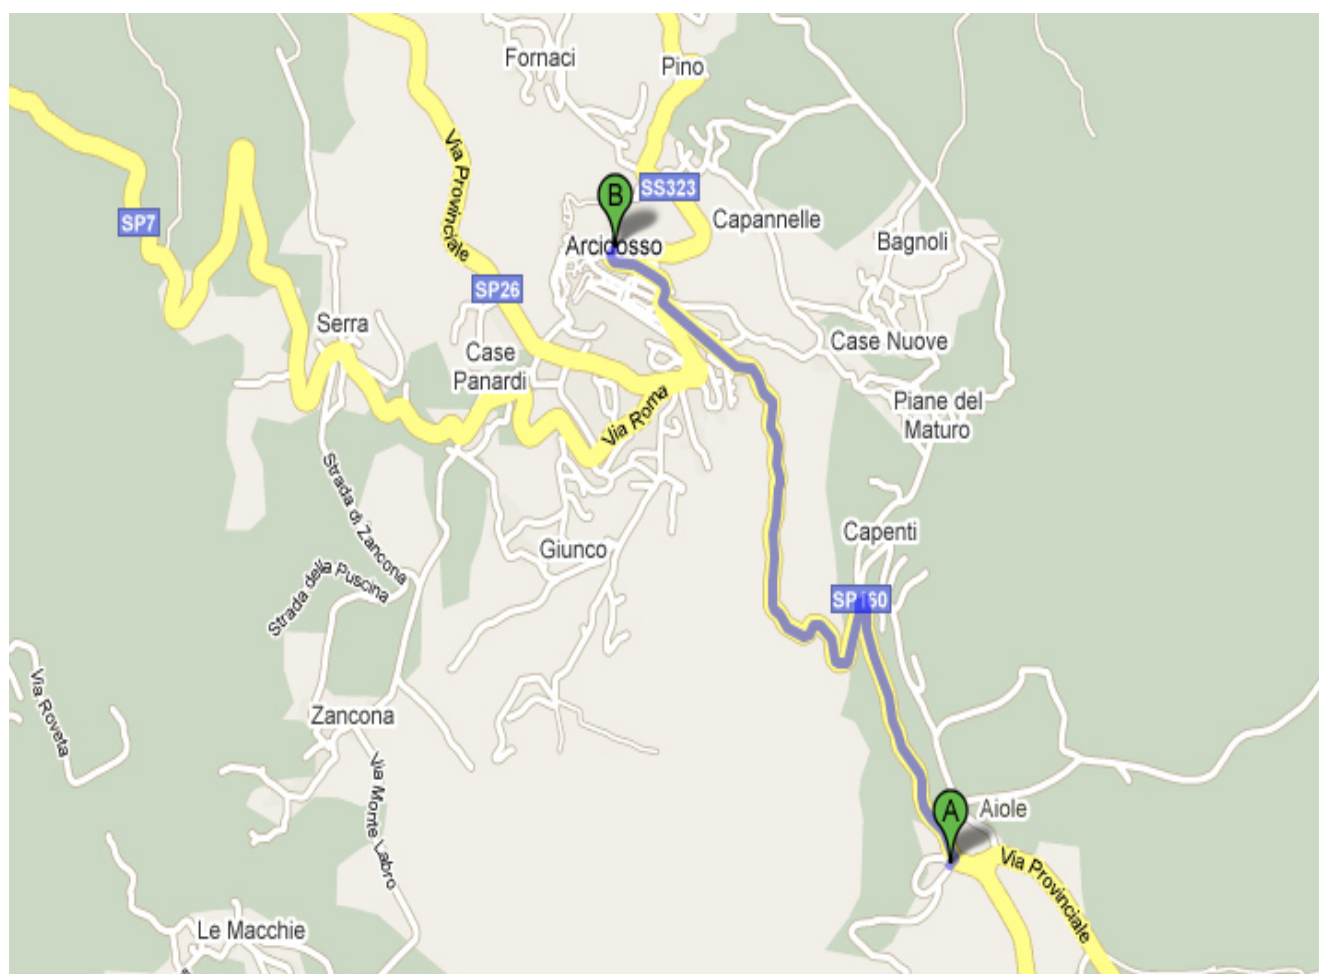 Fornaci
Pino
Via Provinciale
SS323
B
SP7
Capannelle
Arcidosso
Bagnoli
SP26
Serra
Case Nuove
Case
Panardi
Via Roma
Piane del
Maturo
Strada di Zancona
Capenti
Giunco
Strada della Puscina
Via Roveta
Zancona
Via Monte Labro
A
Aiole
Via Provinciale
Le Macchie